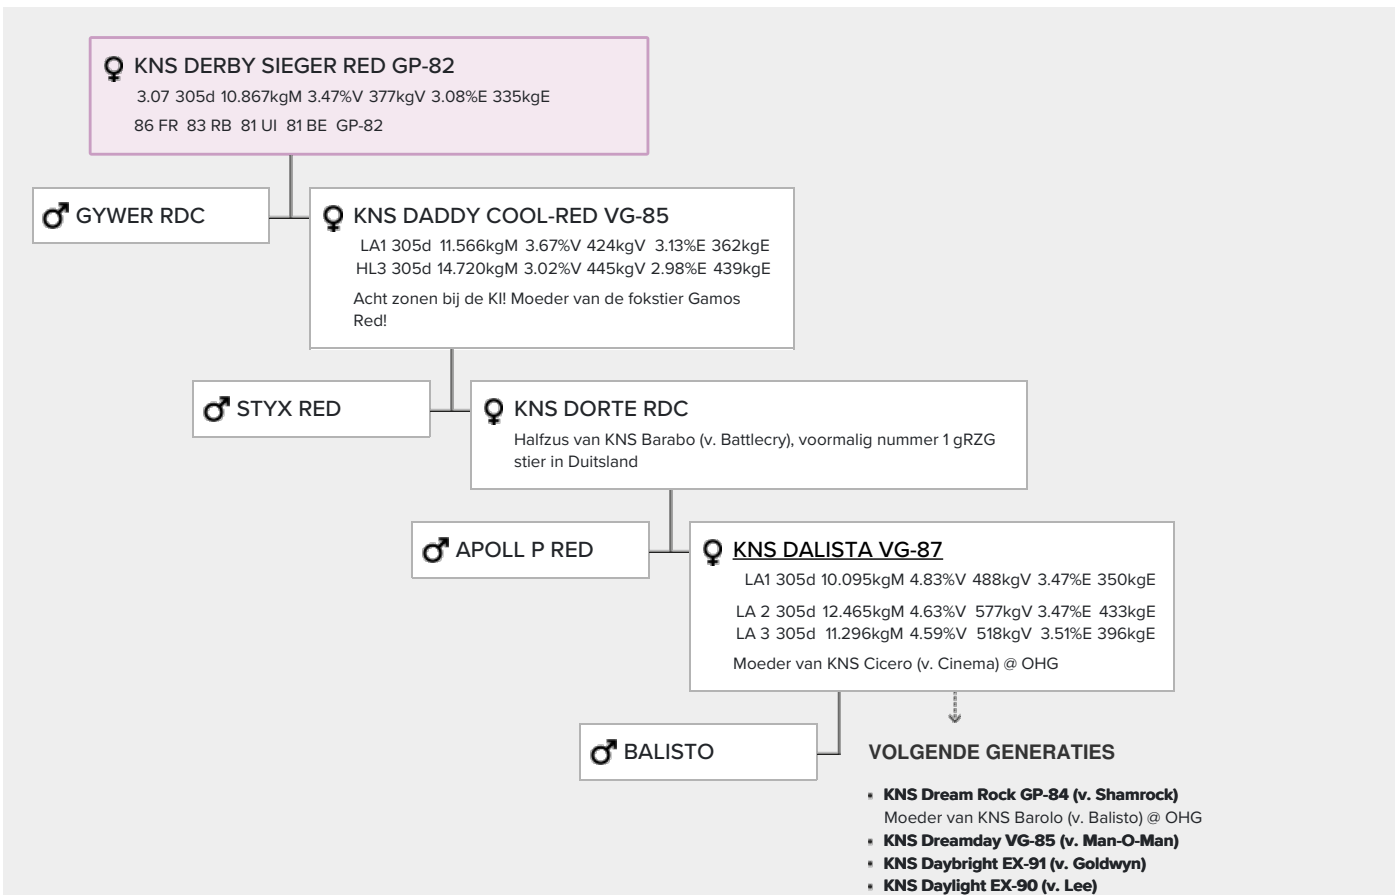 KNS DERBY SIEGER RED GP-82
3.07 305d 10.867kgM 3.47%V 377kgV 3.08%E 335kgE
86 FR 83 RB 81 UI 81 BE GP-82
GYWER RDC
KNS DADDY COOL-RED VG-85
LA1 305d 11.566kgM 3.67%V 424kgV 3.13%E 362kgE
HL3 305d 14.720kgM 3.02%V 445kgV 2.98%E 439kgE
Acht zonen bij de KI! Moeder van de fokstier Gamos
Red!
STYX RED
KNS DORTE RDC
Halfzus van KNS Barabo (v. Battlecry), voormalig nummer 1 gRZG
stier in Duitsland
APOLL P RED
KNS DALISTA VG-87
LA1 305d 10.095kgM 4.83%V 488kgV 3.47%E 350kgE
LA 2 305d 12.465kgM 4.63%V 577kgV 3.47%E 433kgE
LA 3 305d 11.296kgM 4.59%V 518kgV 3.51%E 396kgE
Moeder van KNS Cicero (v. Cinema) @ OHG
BALISTO
VOLGENDE GENERATIES
KNS Dream Rock GP-84 (v. Shamrock)
Moeder van KNS Barolo (v. Balisto) @ OHG
KNS Dreamday VG-85 (v. Man-O-Man)
KNS Daybright EX-91 (v. Goldwyn)
KNS Daylight EX-90 (v. Lee)